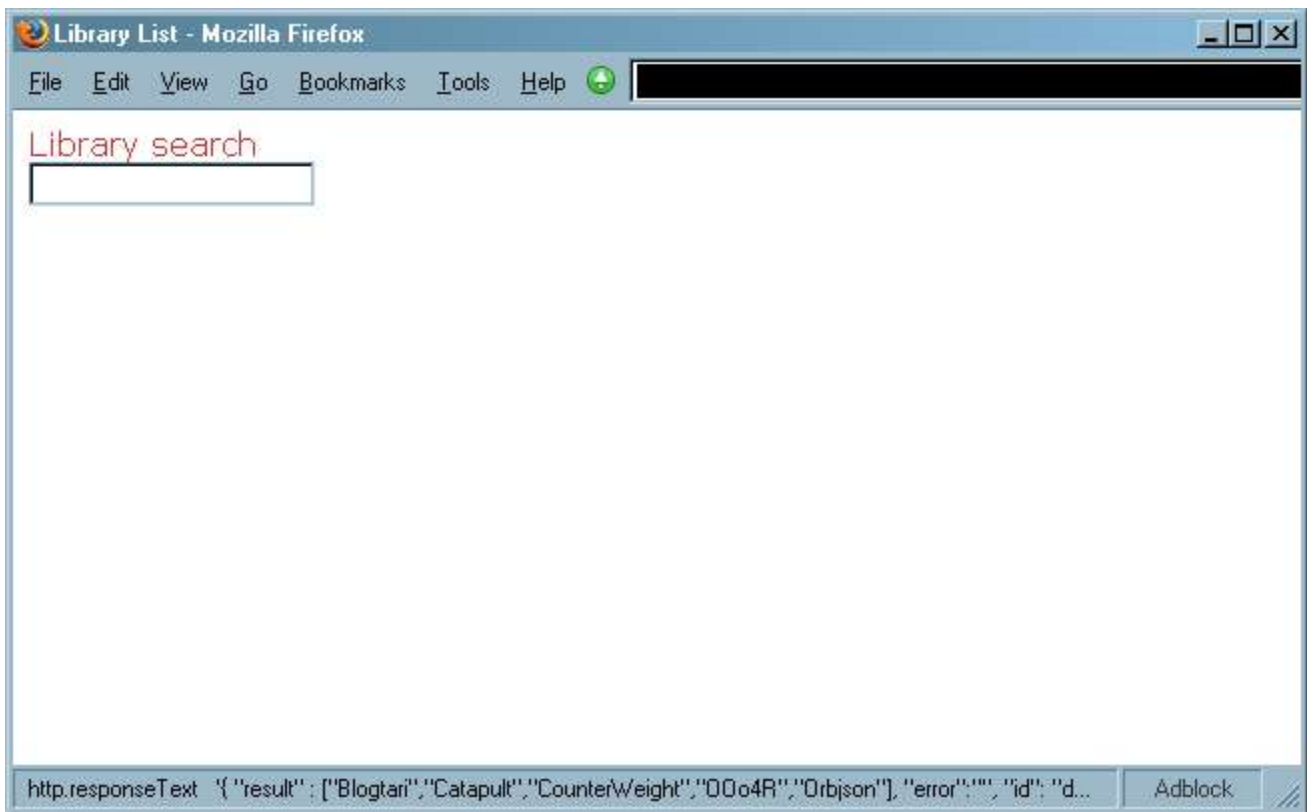 Library List - Mozilla Firefox
File Edit View Go Bookmarks Tools Help
Library search
http.responseText '{ "result" : ["Blogtari","Catapult","CounterWeight","OOo4R","Orbjson"], "error":"", "id": "d...
Adblock